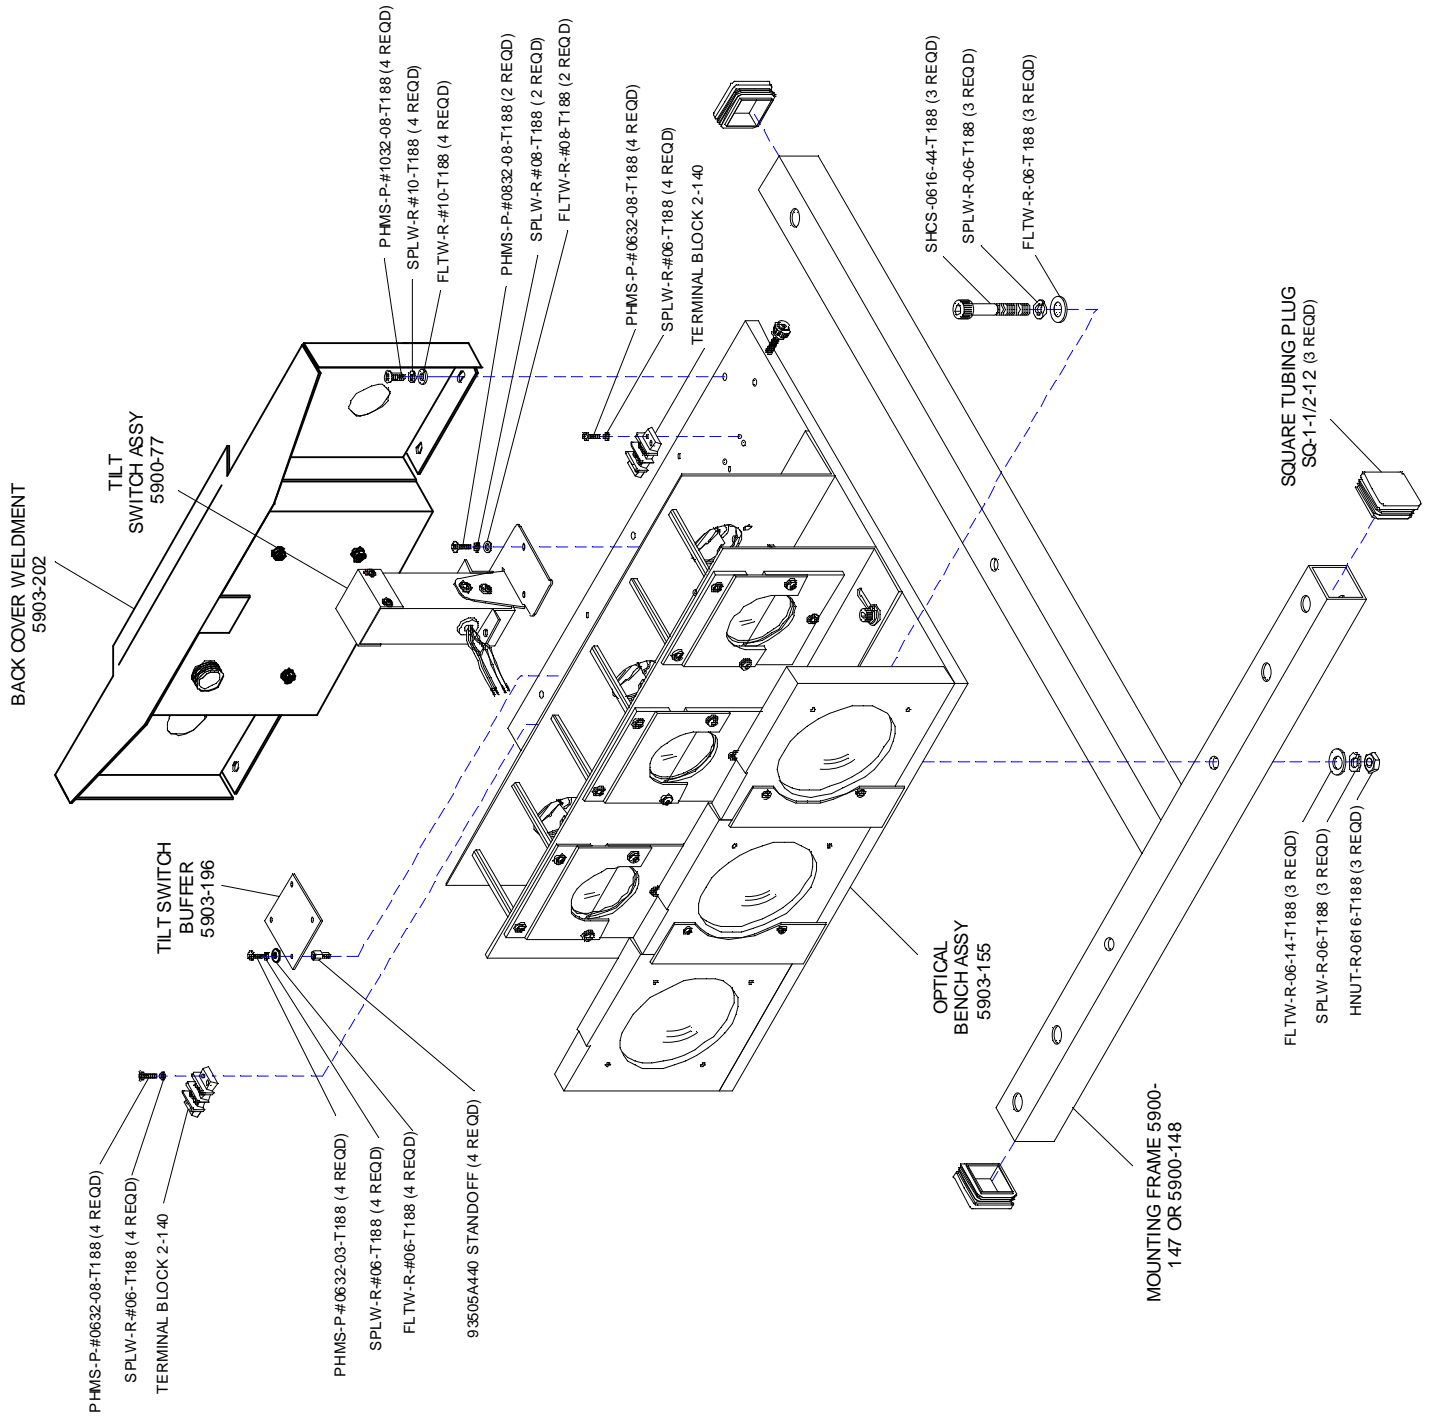 BACK COVER WELDMENT
5903-202
TILT
SWITCH ASSY
5900-77
PHMS-P-#1032-08-T188 (4 REQD)
SPLW-R-#10-T188 ( 4 REQD)
FLTW-R-#10-T188 (4 REQD)
PHMS-P-#0832-08-T188 (2 REQD)
SPLW-R-#08-T188 ( 2 REQD)
FLTW-R-#08-T188 (2 REQD)
PHMS-P-#0632-08-T188 (4 REQD)
SPLW-R-#06-T188 (4 REQD)
TERMINAL BLOCK 2-140
SHCS-0616-44-T188 (3 REQD)
SPLW-R-06-T188 (3 REQD)
FLTW-R-06-T188 (3 REQD)
SQUARE TUBING PLUG
SQ-1-1/2-12 (3 REQD)
TILT SWITCH
BUFFER
5903-196
OPTICAL
BENCH ASSY
5903-155
FLTW-R-06-14-T188 (3 REQD)
SPLW-R-06-T188 (3 REQD)
HNUT-R-0616-T188 (3 REQD)
PHMS-P-#0632-08-T188 (4 REQD)
SPLW-R-#06-T188 (4 REQD)
TERMINAL BLOCK 2-140
PHMS-P-#0632-03-T188 (4 REQD)
SPLW-R-#06-T188 (4 REQD)
FLTW-R-#06-T188 (4 REQD)
93505A440 STANDOFF (4 REQD)
MOUNTING FRAME 5900-
147 OR 5900-148